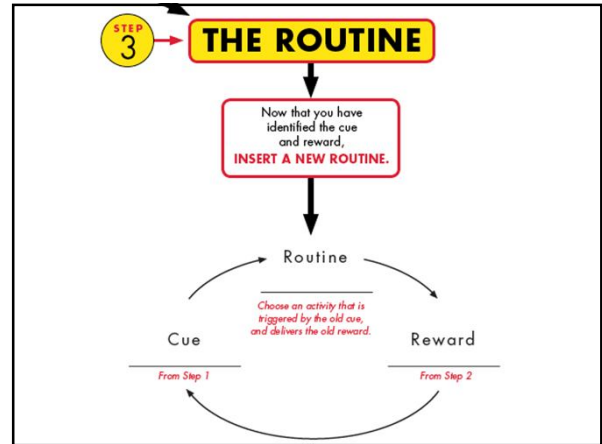 STEP
3
THE ROUTINE
Now that you have
identified the cue
and reward,
INSERT A NEW ROUTINE.
Routine
Choose an activity that is
triggered by the old cue,
and delivers the old reward.
Cue
Reward
From Step 1
From Step 2